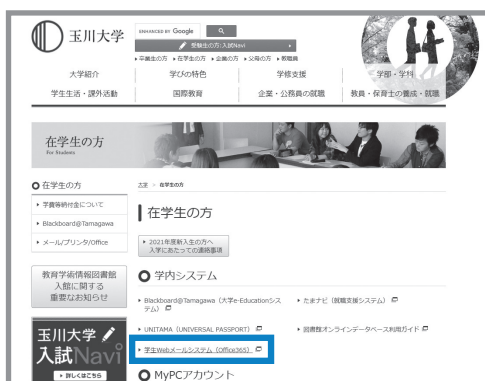 玉川大学
ENHANCED BY Google
受験生の方:入試Navi
卒業生の方 在学生の方 企業の方 父母の方 教職員
大学紹介 学びの特色 学修支援 学部・学科
学生生活・課外活動 国際教育 企業・公務員の就職 教員・保育士の養成・就職
在学生の方
For Students
在学生の方
学費等納付金について
Blackboard@Tamagawa
メール/プリンタ/Office
教育学術情報図書館
入館に関する
重要なお知らせ
玉川大学
入試Navi
詳しくはこちら
大学 > 在学生の方
在学生の方
2021年度新入生の方へ
入学にあたっての連絡事項
学内システム
Blackboard@Tamagawa(大学e-Educationシス
テム)
たまナビ(就職支援システム)
UNITAMA(UNIVERSAL PASSPORT)
図書館オンラインデータベース利用ガイド
学生Webメールシステム(Office365)
MyPCアカウント